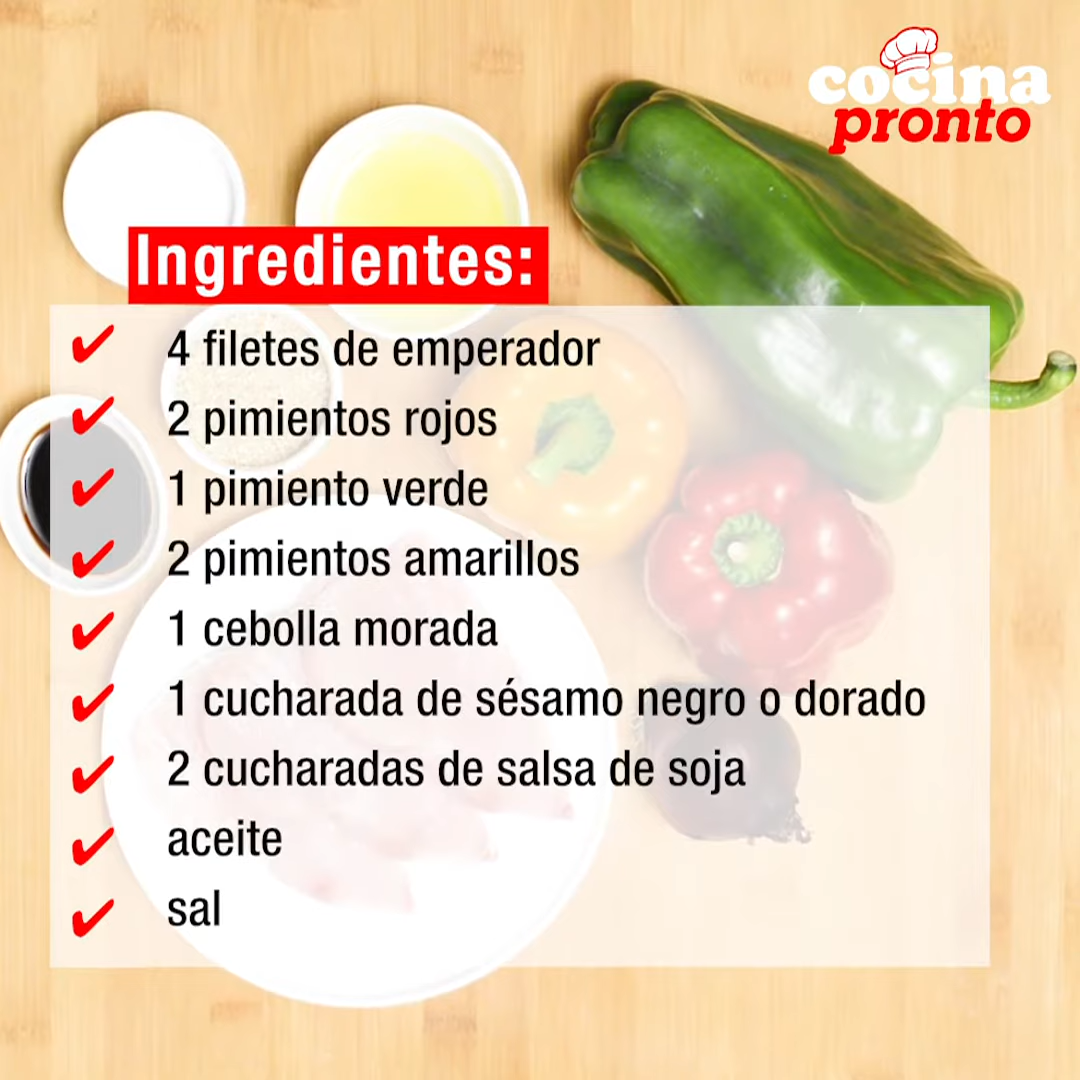 cocina
pronto
Ingredientes:
✔ 4 filetes de emperador
✔ 2 pimientos rojos
✔ 1 pimiento verde
✔ 2 pimientos amarillos
✔ 1 cebolla morada
✔ 1 cucharada de sésamo negro o dorado
✔ 2 cucharadas de salsa de soja
✔ aceite
✔ sal